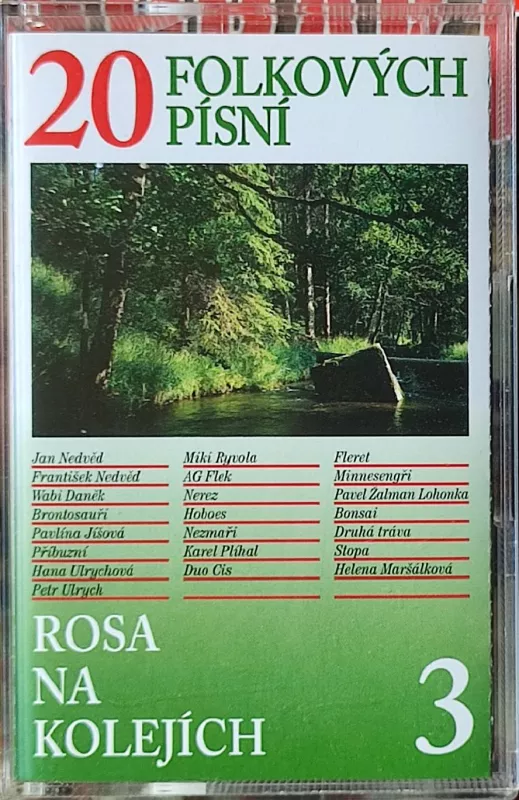 20 FOLKOVÝCH
PÍSNÍ
Jan Nedvěd
František Nedvěd
Wabi Daněk
Brontosauři
Pavlína Jíšová
Příbuzní
Hana Ulrychová
Petr Ulrych
Miki Ryvola
AG Flek
Nerez
Hoboes
Nezmaři
Karel Plíhal
Duo Cis
Fleret
Minnesengři
Pavel Žalman Lohonka
Bonsai
Druhá tráva
Stopa
Helena Maršálková
ROSA
NA
KOLEJÍCH
3